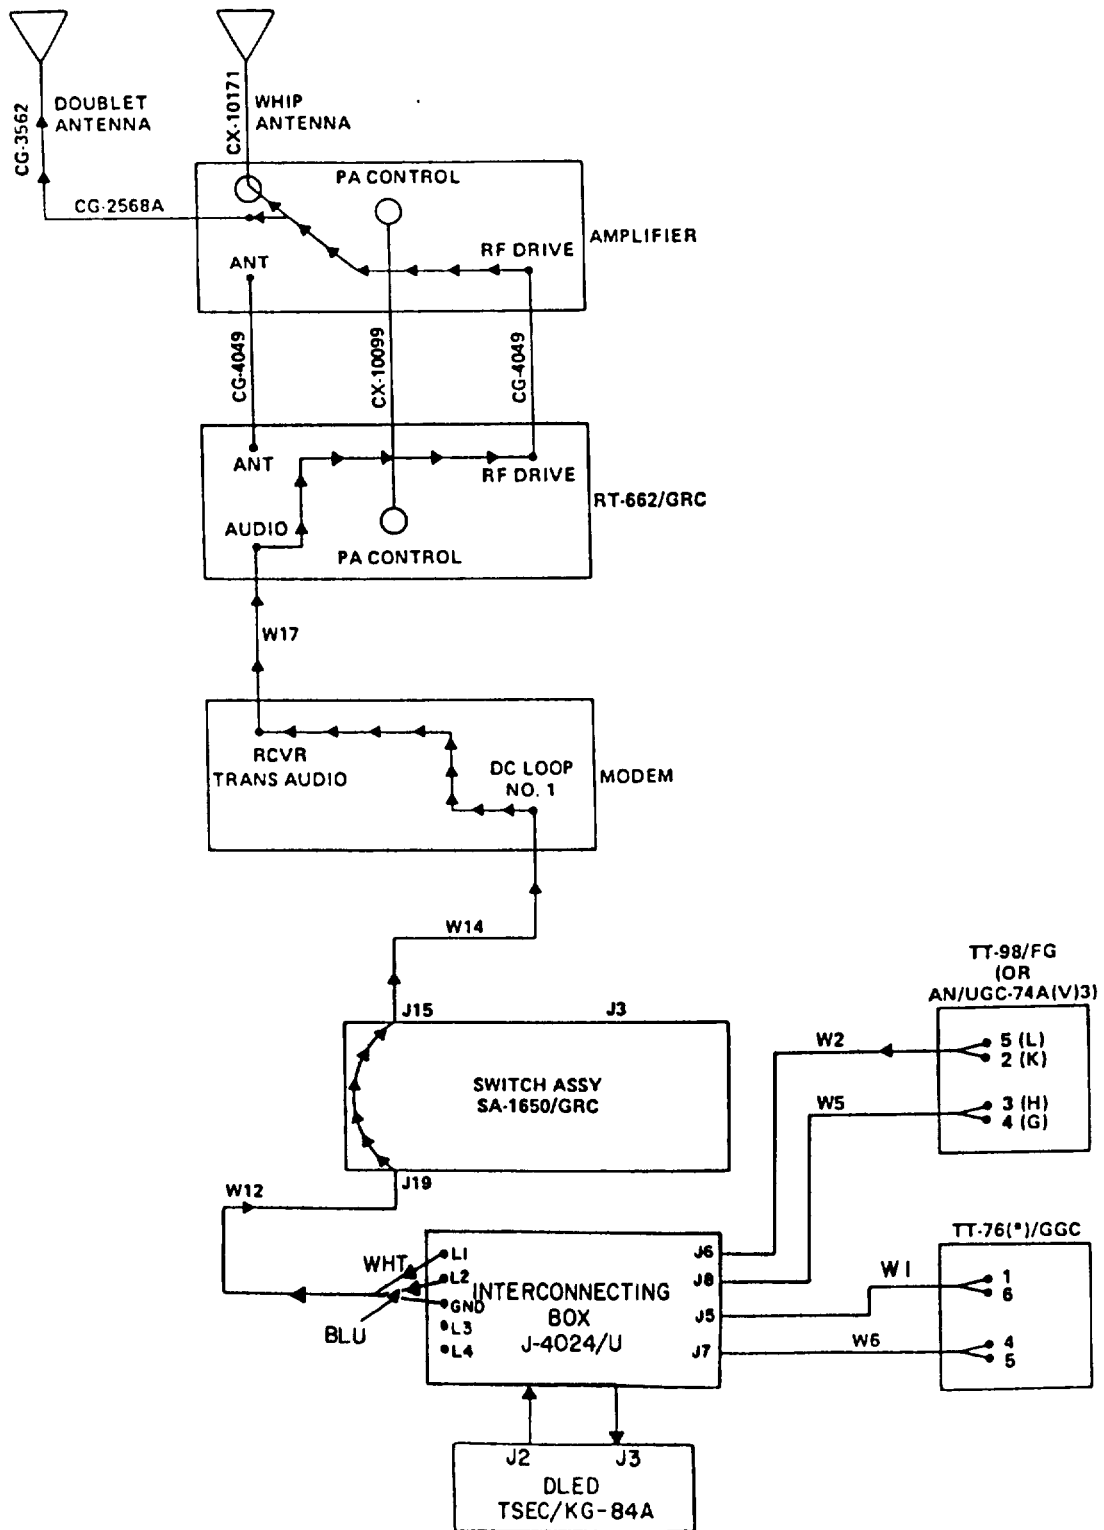 CG-3562
DOUBLET
ANTENNA
CX-10171
WHIP
ANTENNA
CG-2568A
PA CONTROL
ANT
RF DRIVE
AMPLIFIER
CG-4049
CX-10099
CG-4049
ANT
RF DRIVE
AUDIO
PA CONTROL
RT-662/GRC
W17
RCVR
TRANS AUDIO
DC LOOP
NO. 1
MODEM
W14
J15
J3
SWITCH ASSY
SA-1650/GRC
J19
W12
TT-98/FG
(OR
AN/UGC-74A(V)3)
W2
5 (L)
2 (K)
W5
3 (H)
4 (G)
WHT
BLU
L1
L2
GND
L3
L4
INTERCONNECTING
BOX
J-4024/U
J6
J8
J5
J7
TT-76(*)/GGC
W1
1
6
W6
4
5
J2
J3
DLED
TSEC/KG-84A